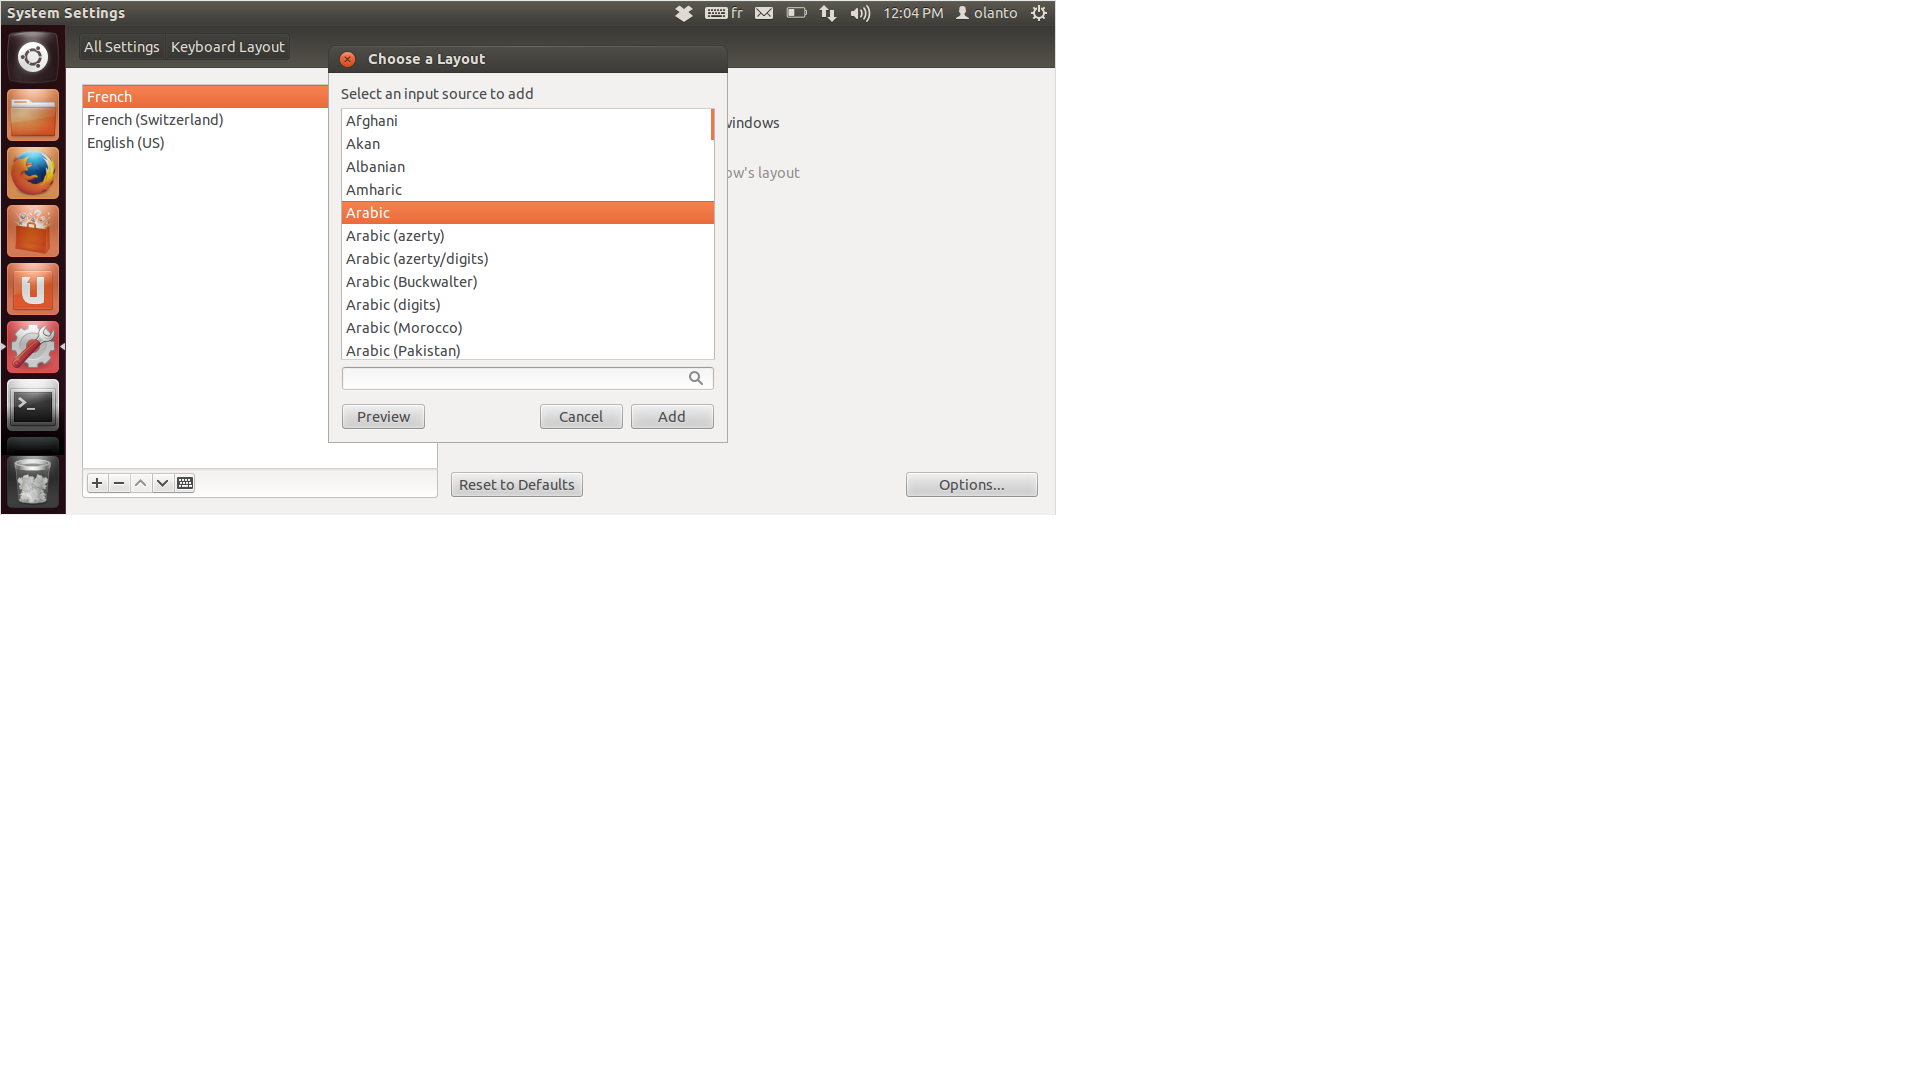 System Settings
fr
12:04 PM
olanto
All Settings
Keyboard Layout
Choose a Layout
French
French (Switzerland)
English (US)
Select an input source to add
Afghani
Akan
Albanian
Amharic
Arabic
Arabic (azerty)
Arabic (azerty/digits)
Arabic (Buckwalter)
Arabic (digits)
Arabic (Morocco)
Arabic (Pakistan)
windows
ow's layout
Preview
Cancel
Add
Reset to Defaults
Options...